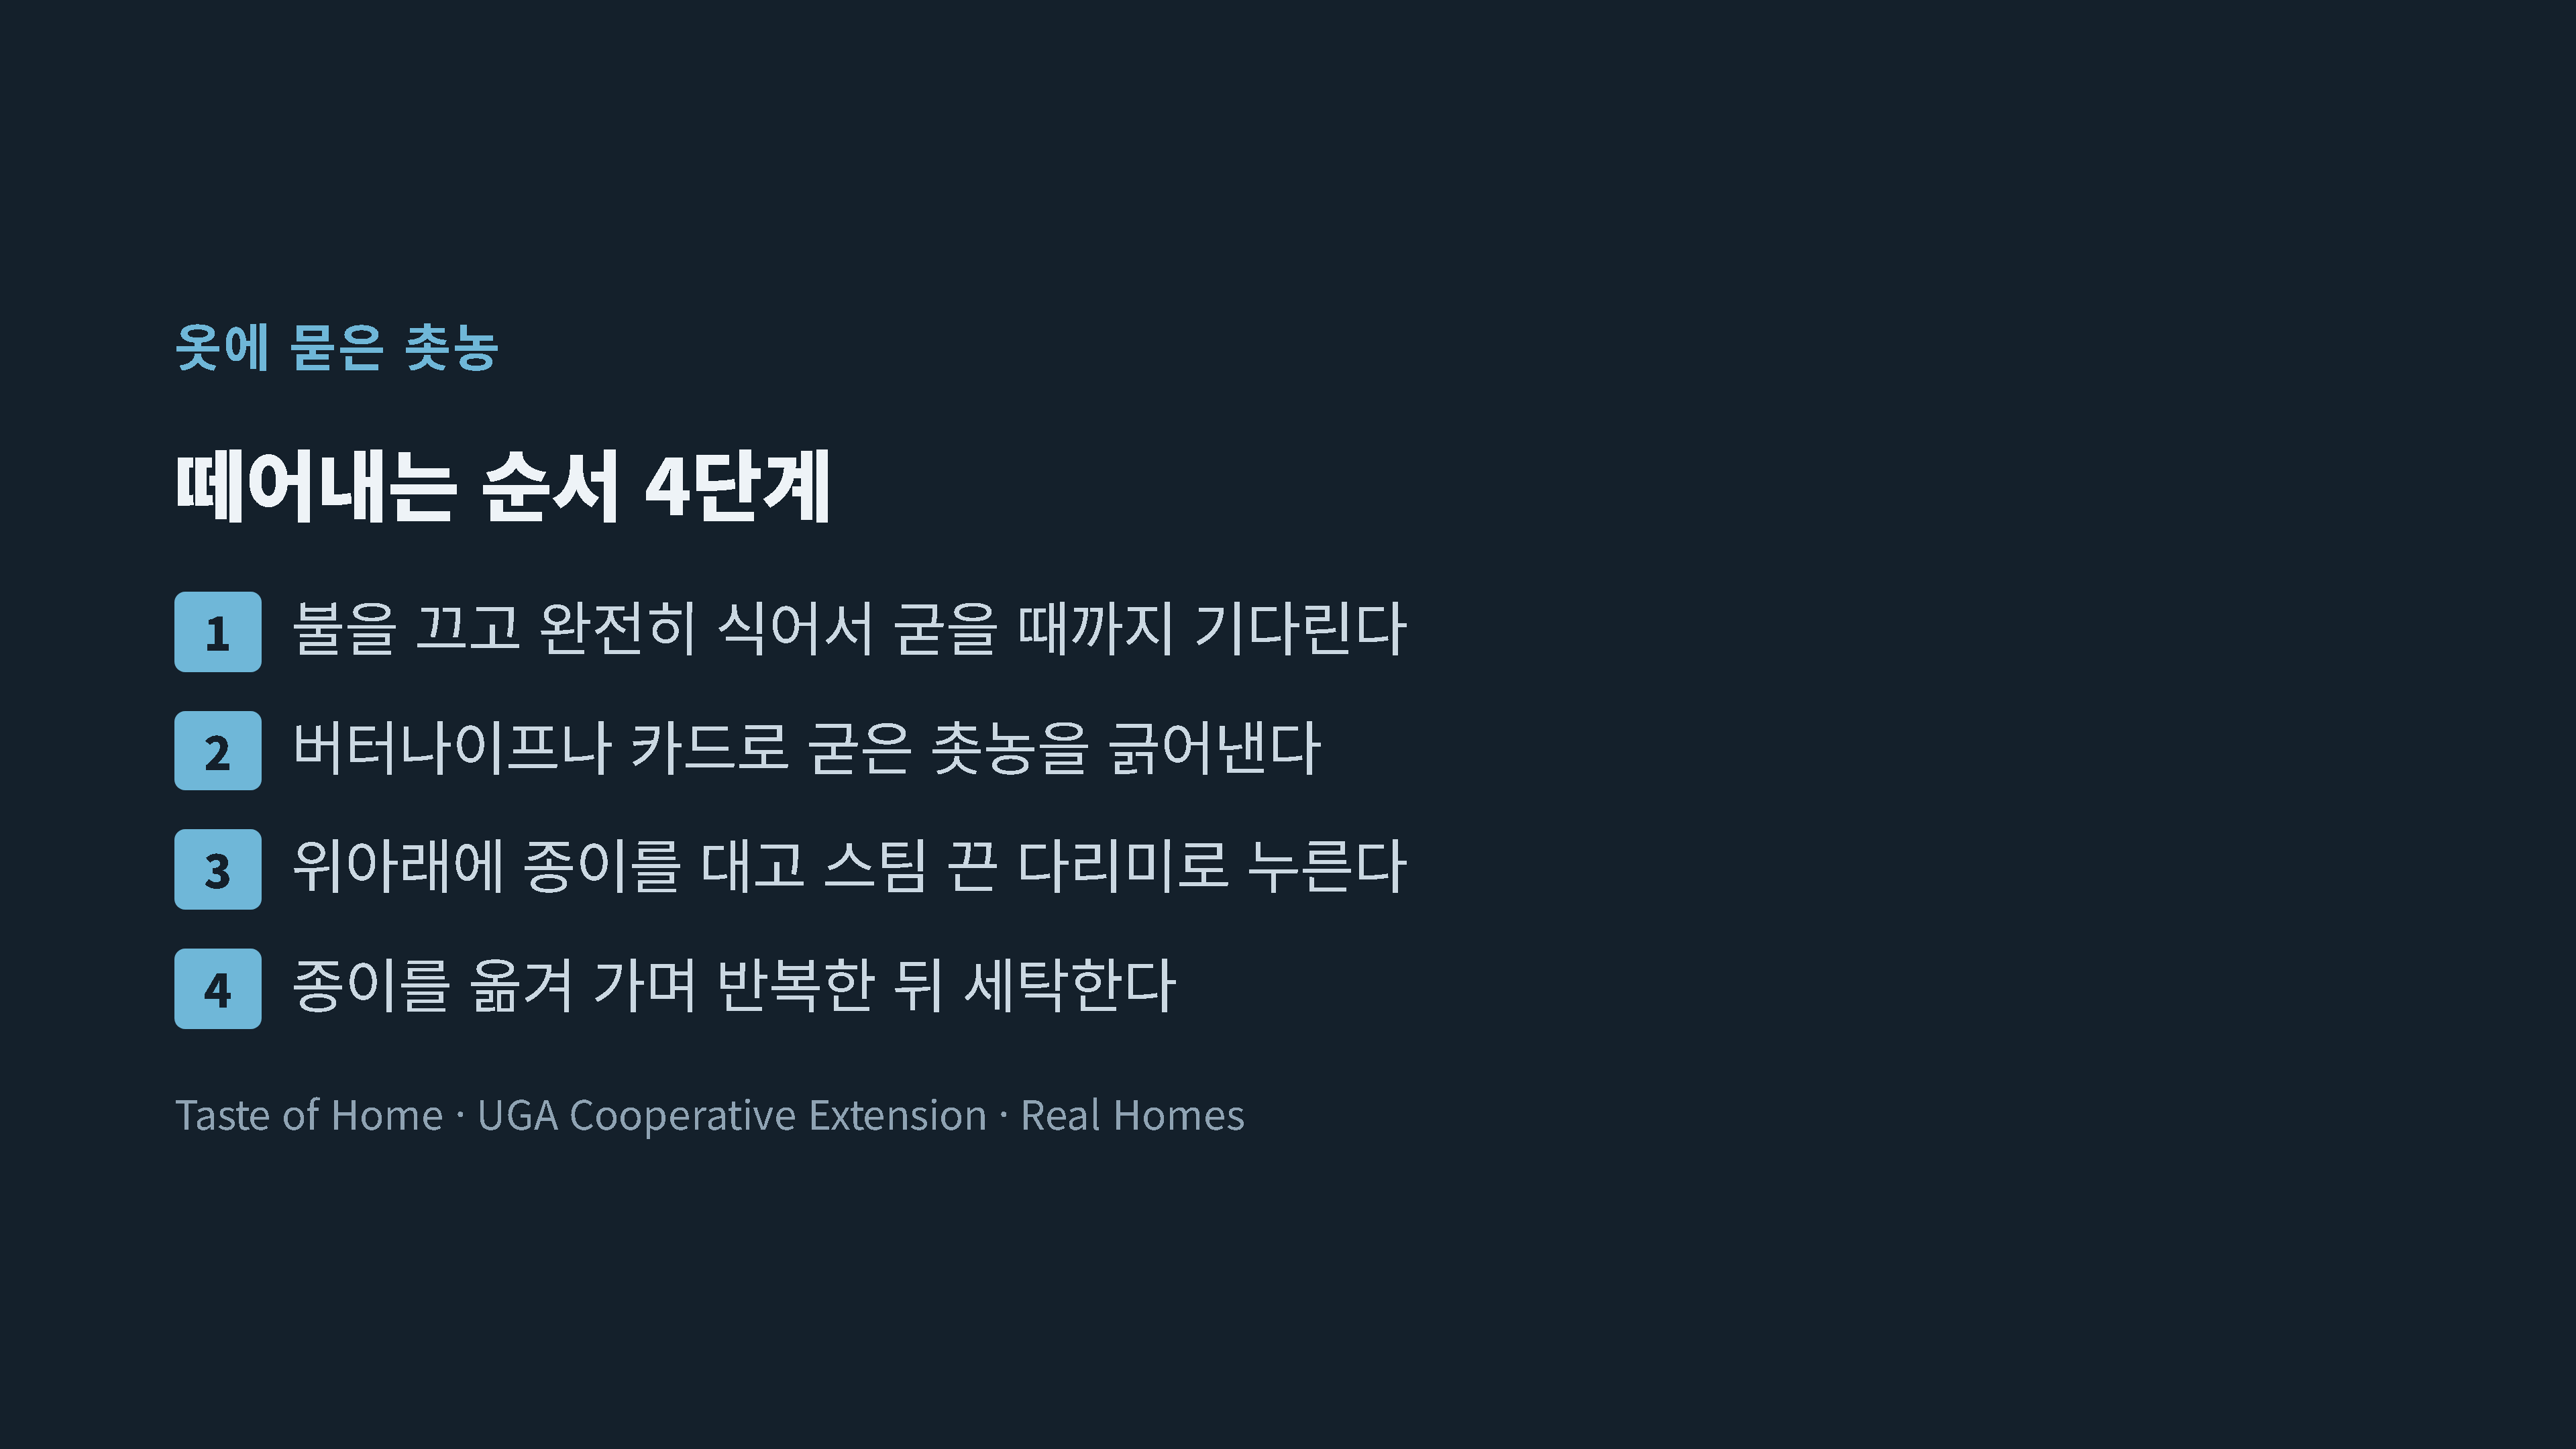 옷에 묻은 촛농
떼어내는 순서 4단계
1 불을 끄고 완전히 식어서 굳을 때까지 기다린다
2 버터나이프나 카드로 굳은 촛농을 긁어낸다
3 위아래에 종이를 대고 스팀 끈 다리미로 누른다
4 종이를 옮겨 가며 반복한 뒤 세탁한다
Taste of Home · UGA Cooperative Extension · Real Homes